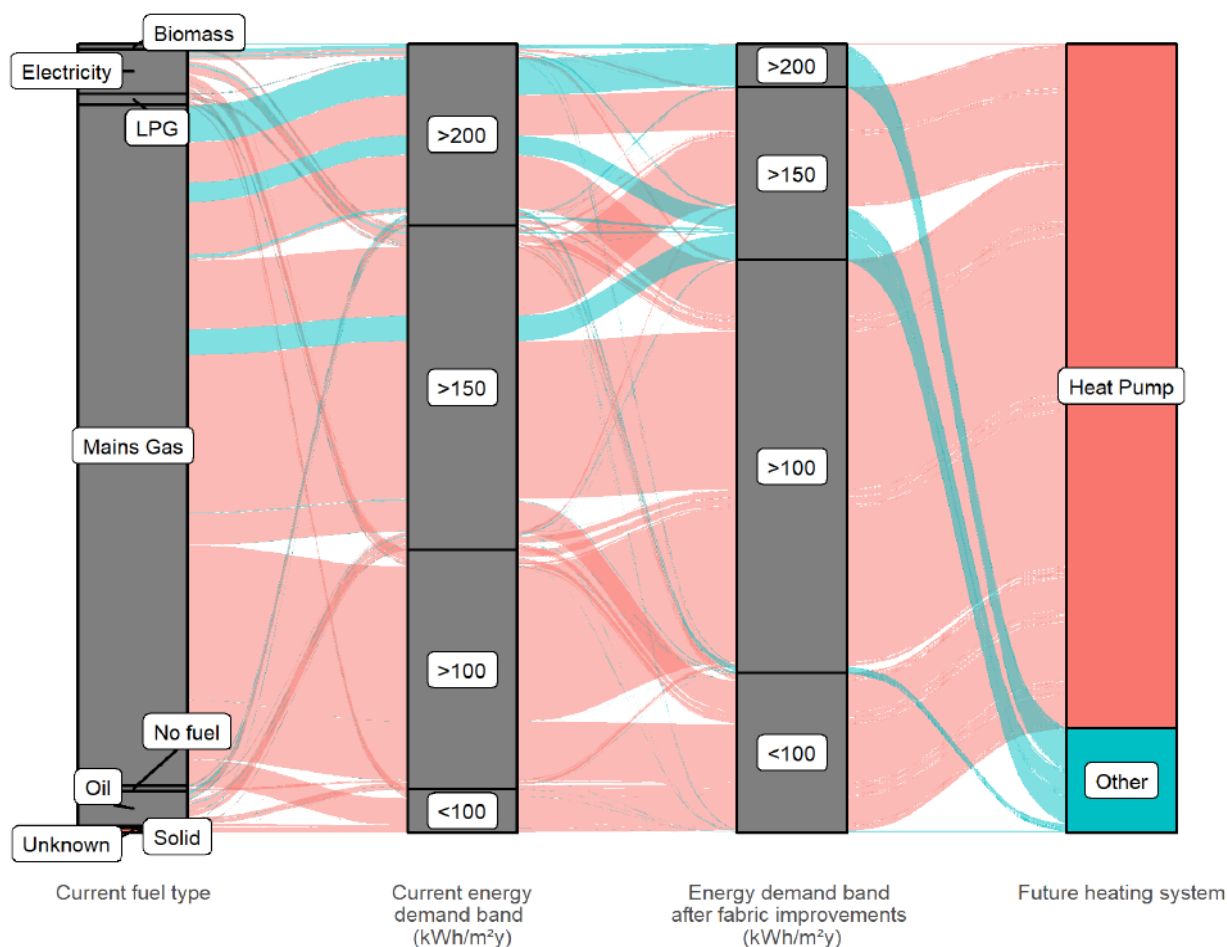 Biomass
Electricity
LPG
Mains Gas
No fuel
Oil
Unknown
Solid
>200
>150
>100
<100
>200
>150
>100
<100
Heat Pump
Other
Current fuel type
Current energy
demand band
(kWh/m²y)
Energy demand band
after fabric improvements
(kWh/m²y)
Future heating system